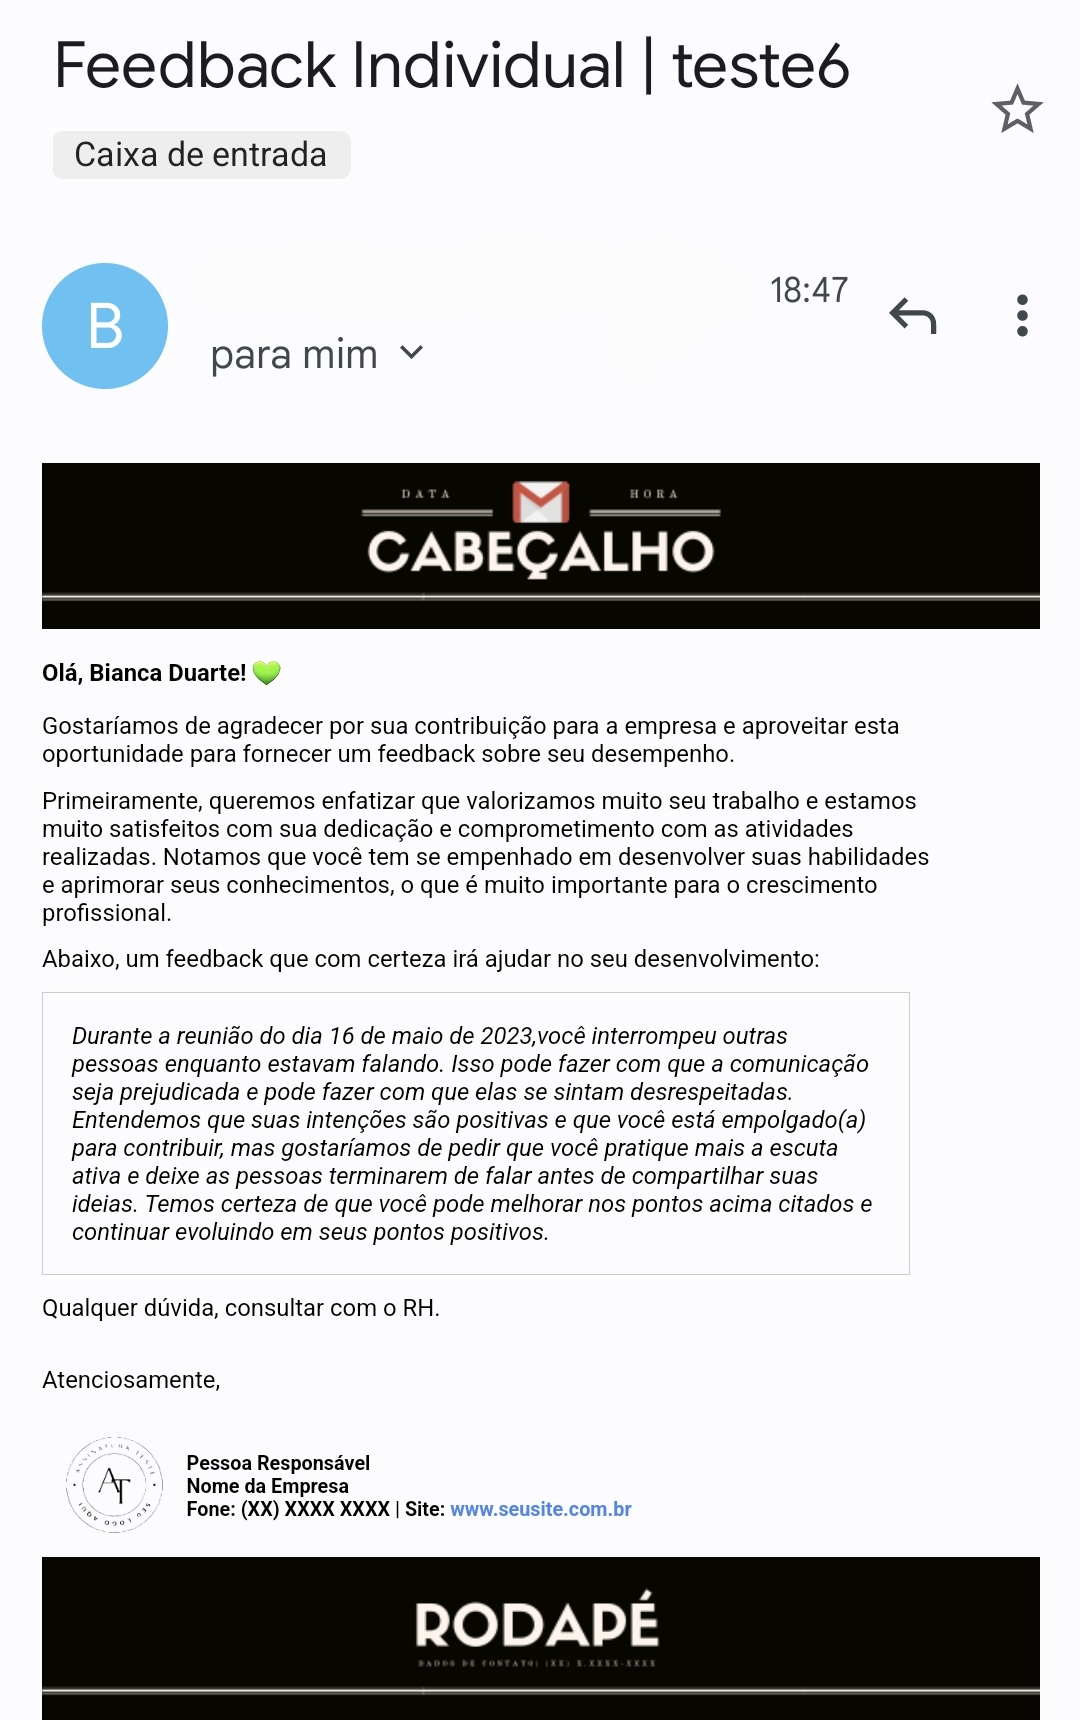 Feedback Individual | teste6
Caixa de entrada
B
18:47
para mim
DATA
HORA
CABEÇALHO
Olá, Bianca Duarte! 💚
Gostaríamos de agradecer por sua contribuição para a empresa e aproveitar esta
oportunidade para fornecer um feedback sobre seu desempenho.
Primeiramente, queremos enfatizar que valorizamos muito seu trabalho e estamos
muito satisfeitos com sua dedicação e comprometimento com as atividades
realizadas. Notamos que você tem se empenhado em desenvolver suas habilidades
e aprimorar seus conhecimentos, o que é muito importante para o crescimento
profissional.
Abaixo, um feedback que com certeza irá ajudar no seu desenvolvimento:
Durante a reunião do dia 16 de maio de 2023,você interrompeu outras
pessoas enquanto estavam falando. Isso pode fazer com que a comunicação
seja prejudicada e pode fazer com que elas se sintam desrespeitadas.
Entendemos que suas intenções são positivas e que você está empolgado(a)
para contribuir, mas gostaríamos de pedir que você pratique mais a escuta
ativa e deixe as pessoas terminarem de falar antes de compartilhar suas
ideias. Temos certeza de que você pode melhorar nos pontos acima citados e
continuar evoluindo em seus pontos positivos.
Qualquer dúvida, consultar com o RH.
Atenciosamente,
ASSINATURA TESTE
AT
SEU LOGO AQUI
Pessoa Responsável
Nome da Empresa
Fone: (XX) XXXX XXXX | Site: www.seusite.com.br
RODAPÉ
DADOS DE CONTATO| (XX) X.XXXX-XXXX